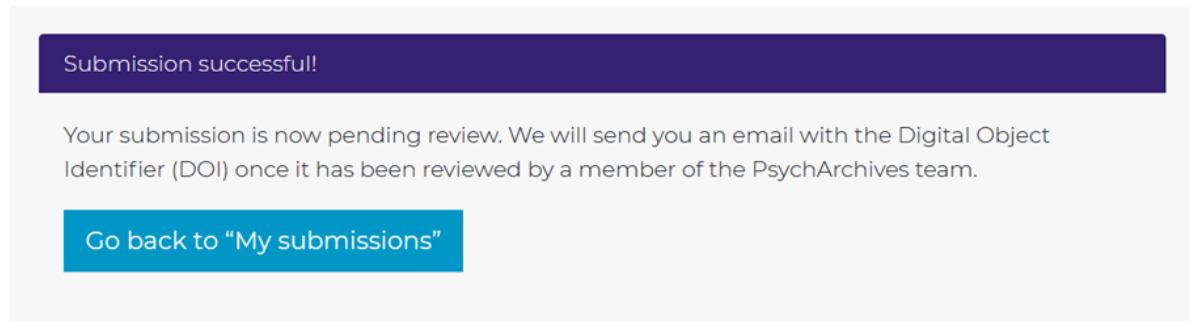 Submission successful!
Your submission is now pending review. We will send you an email with the Digital Object
Identifier (DOI) once it has been reviewed by a member of the PsychArchives team.
Go back to “My submissions”